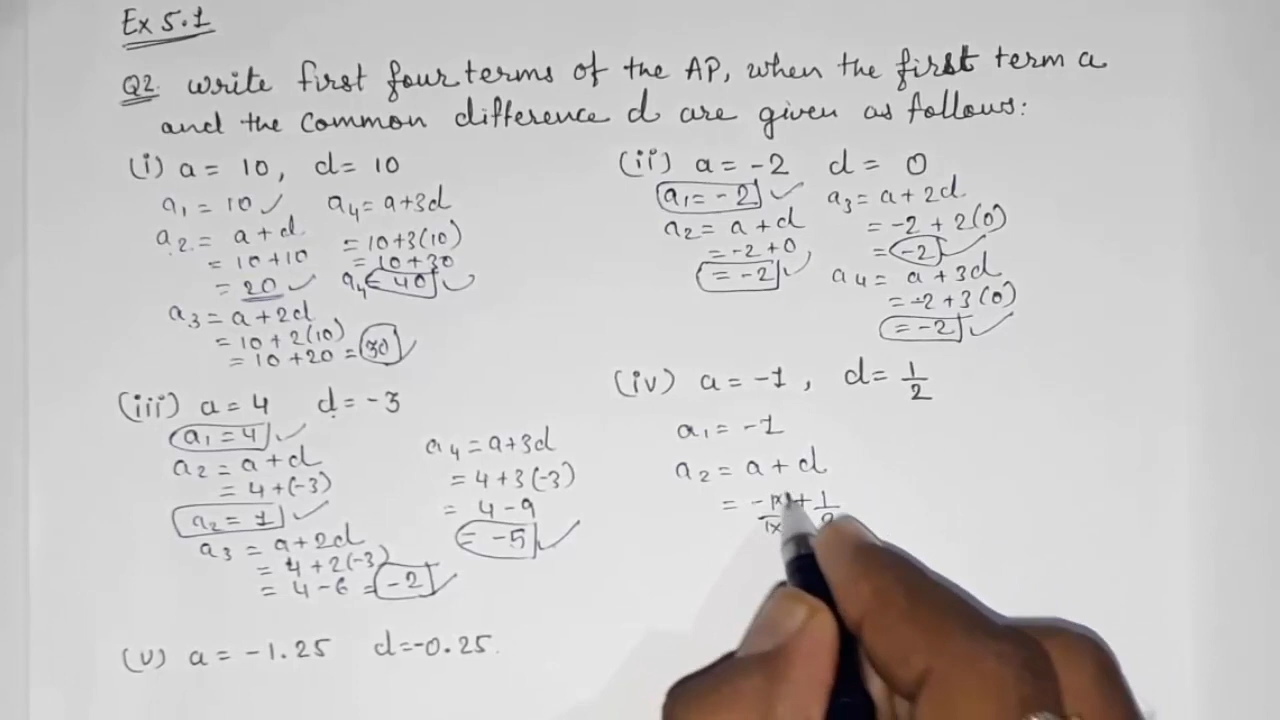 Ex 5.1
Q2. Write first four terms of the AP, when the first term a
and the common difference d are given as follows:
(i) a = 10, d = 10
a₁ = 10 ✓
a₂ = a + d
= 10 + 10
= 20 ✓
a₃ = a + 2d
= 10 + 2(10)
= 10 + 20 = 30 ✓
a₄ = a + 3d
= 10 + 3(10)
= 10 + 30
a₄ = 40 ✓
(ii) a = -2 d = 0
a₁ = -2 ✓
a₂ = a + d
= -2 + 0
= -2 ✓
a₃ = a + 2d
= -2 + 2(0)
= -2 ✓
a₄ = a + 3d
= -2 + 3(0)
= -2 ✓
(iii) a = 4 d = -3
a₁ = 4 ✓
a₂ = a + d
= 4 + (-3)
a₂ = 1 ✓
a₃ = a + 2d
= 4 + 2(-3)
= 4 - 6 = -2 ✓
a₄ = a + 3d
= 4 + 3(-3)
= 4 - 9
= -5 ✓
(iv) a = -1, d = 1/2
a₁ = -1
a₂ = a + d
(v) a = -1.25 d = -0.25